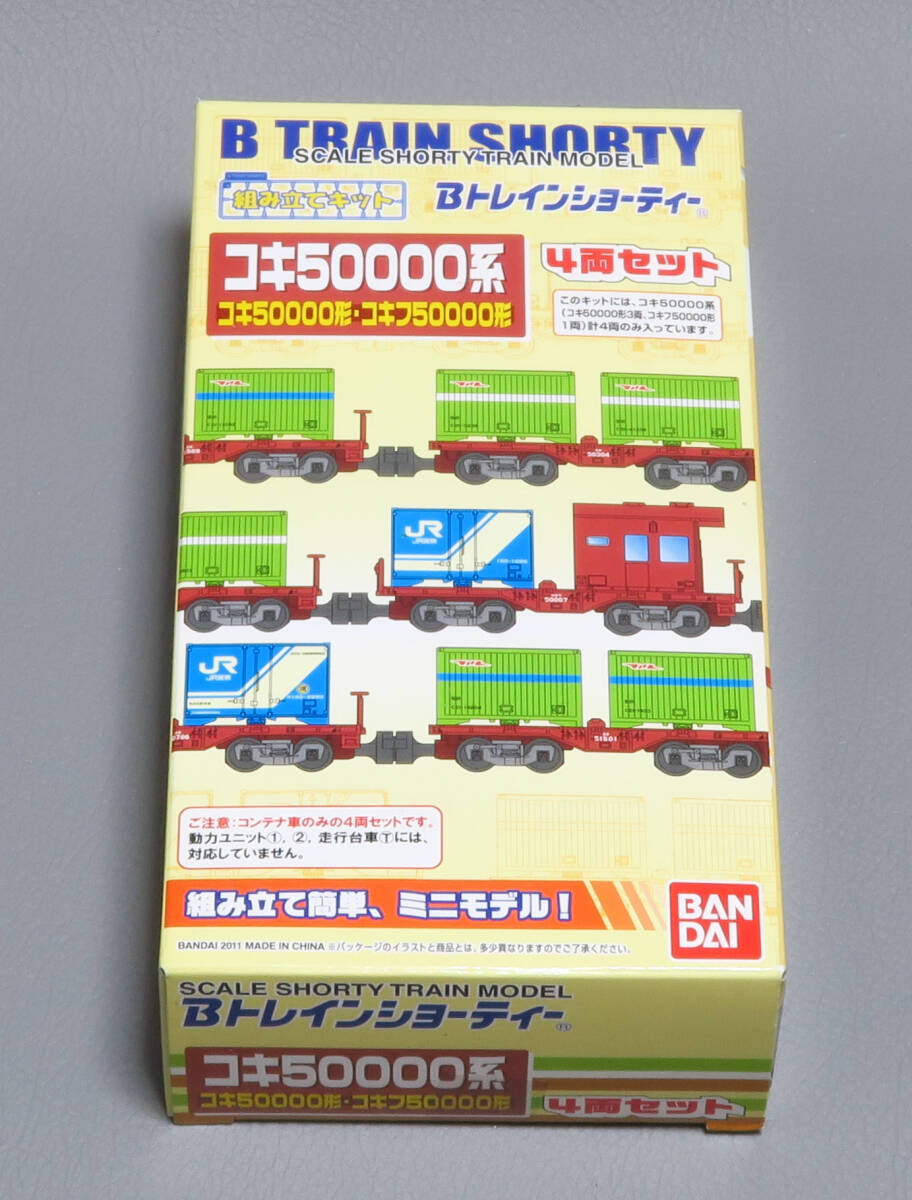 B TRAIN SHORTY
SCALE SHORTY TRAIN MODEL
組み立てキット
Bトレインショーティー®
コキ50000系
コキ50000形・コキフ50000形
4両セット
このキットには、コキ50000系
(コキ50000形3両、コキフ50000形
1両)計4両のみ入っています。
50304
JR
JR貨物
50007
JR
JR貨物
51501
ご注意:コンテナ車のみの4両セットです。
動力ユニット①, ②, 走行台車Ⓣには、
対応していません。
組み立て簡単、ミニモデル!
BAN
DAI
BANDAI 2011 MADE IN CHINA ※パッケージのイラストと商品とは、多少異なりますのでご了承ください。
SCALE SHORTY TRAIN MODEL
Bトレインショーティー®
コキ50000系
コキ50000形・コキフ50000形
4両セット